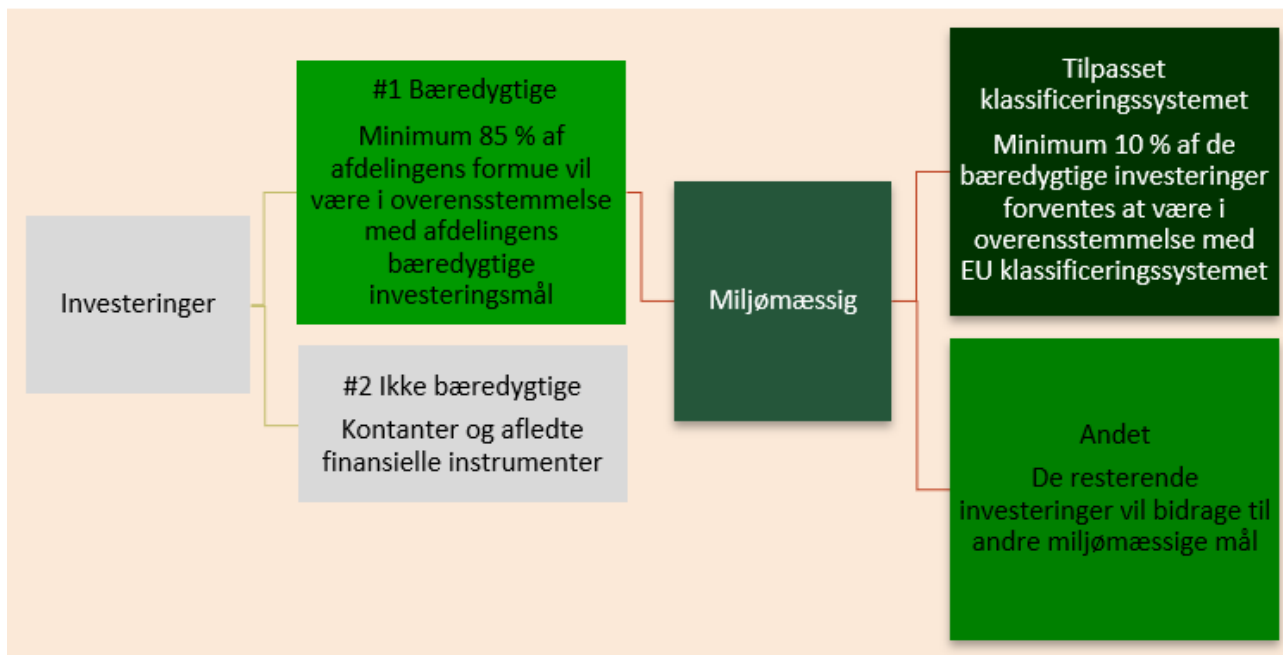 Investeringer
#1 Bæredygtige
Minimum 85 % af
afdelingens formue vil
være i overensstemmelse
med afdelingens
bæredygtige
investeringsmål
#2 Ikke bæredygtige
Kontanter og afledte
finansielle instrumenter
Miljømæssig
Tilpasset
klassificeringssystemet
Minimum 10 % af de
bæredygtige investeringer
forventes at være i
overensstemmelse med
EU klassificeringssystemet
Andet
De resterende
investeringer vil bidrage til
andre miljømæssige mål